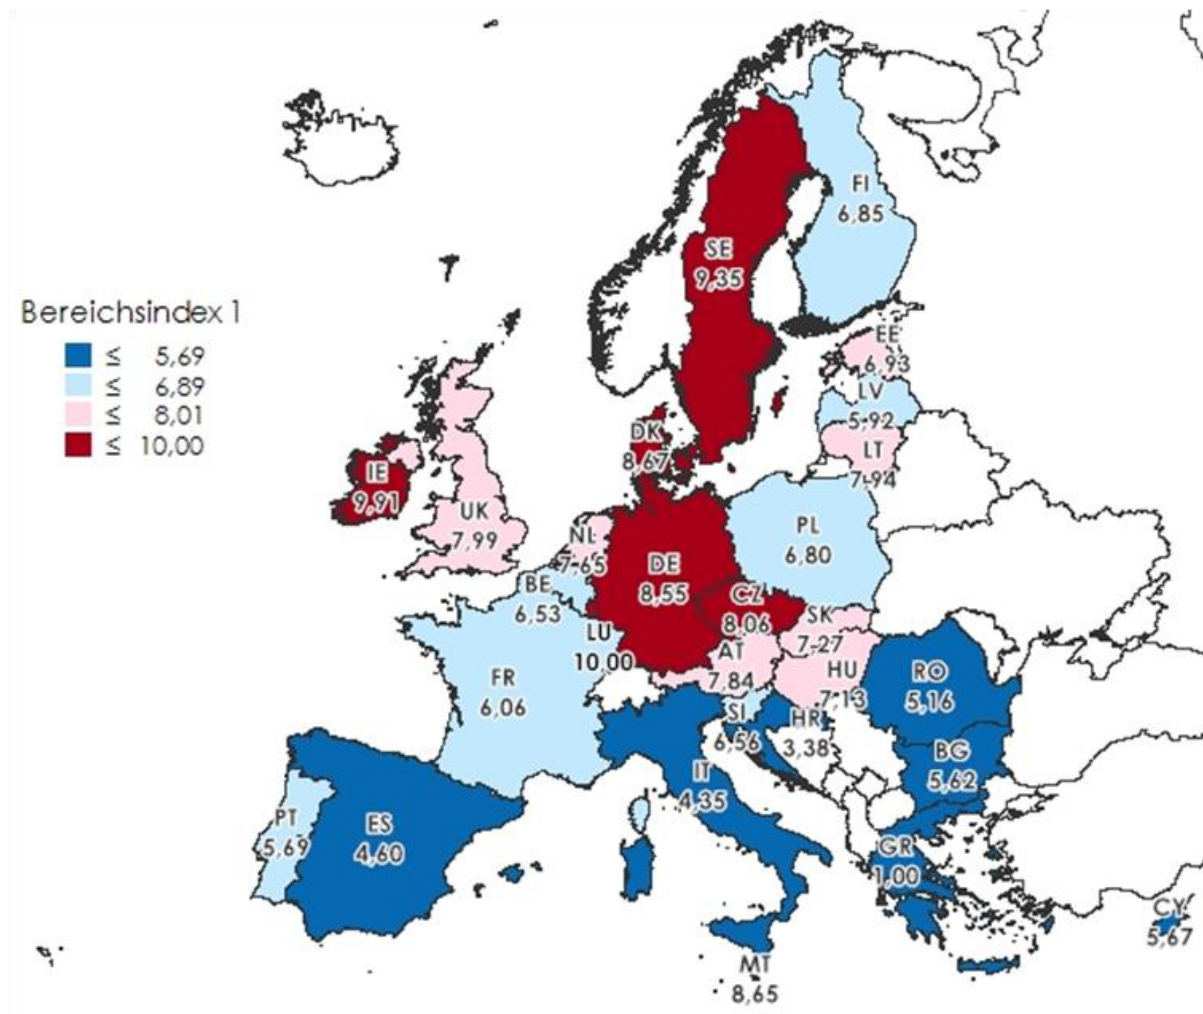 Bereichsindex 1
≤ 5,69
≤ 6,89
≤ 8,01
≤ 10,00
FI
6,85
SE
9,35
EE
6,93
LV
5,92
LT
7,94
DK
8,67
IE
9,91
UK
7,99
NL
7,65
BE
6,53
DE
8,55
PL
6,80
CZ
8,06
SK
7,27
LU
10,00
AT
7,84
HU
7,13
FR
6,06
RO
5,16
SI
6,56
HR
3,38
BG
5,62
IT
4,35
PT
5,69
ES
4,60
GR
1,00
CY
5,67
MT
8,65